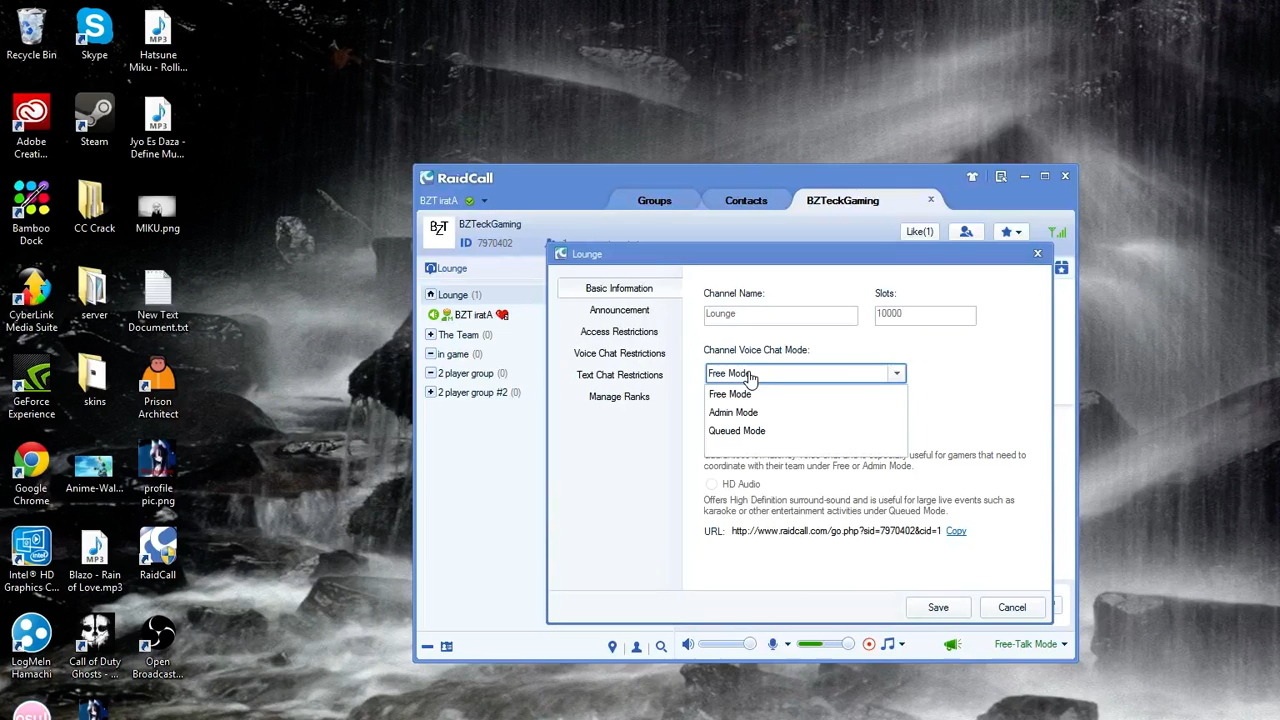 Recycle Bin
Skype
Hatsune
Miku - Rolli...
Adobe
Creati...
Steam
Jyo Es Daza -
Define Mu...
Bamboo
Dock
CC Crack
MIKU.png
CyberLink
Media Suite
server
New Text
Document.txt
GeForce
Experience
skins
Prison
Architect
Google
Chrome
Anime-Wal...
profile
pic.png
Intel® HD
Graphics C...
Blazo - Rain
of Love.mp3
RaidCall
LogMeIn
Hamachi
Call of Duty
Ghosts - ...
Open
Broadcast...
RaidCall
BZT iratA
Groups
Contacts
BZTeckGaming
x
BZT
BZTeckGaming
ID 7970402
Like(1)
Lounge
Lounge (1)
BZT iratA
The Team (0)
in game (0)
2 player group (0)
2 player group #2 (0)
Lounge
Basic Information
Announcement
Access Restrictions
Voice Chat Restrictions
Text Chat Restrictions
Manage Ranks
Channel Name:
Slots:
Lounge
10000
Channel Voice Chat Mode:
Free Mode
Free Mode
Admin Mode
Queued Mode
coordinate with their team under Free or Admin Mode.
HD Audio
Offers High Definition surround-sound and is useful for large live events such as
karaoke or other entertainment activities under Queued Mode.
URL: http://www.raidcall.com/go.php?sid=7970402&cid=1 Copy
Save
Cancel
Free-Talk Mode